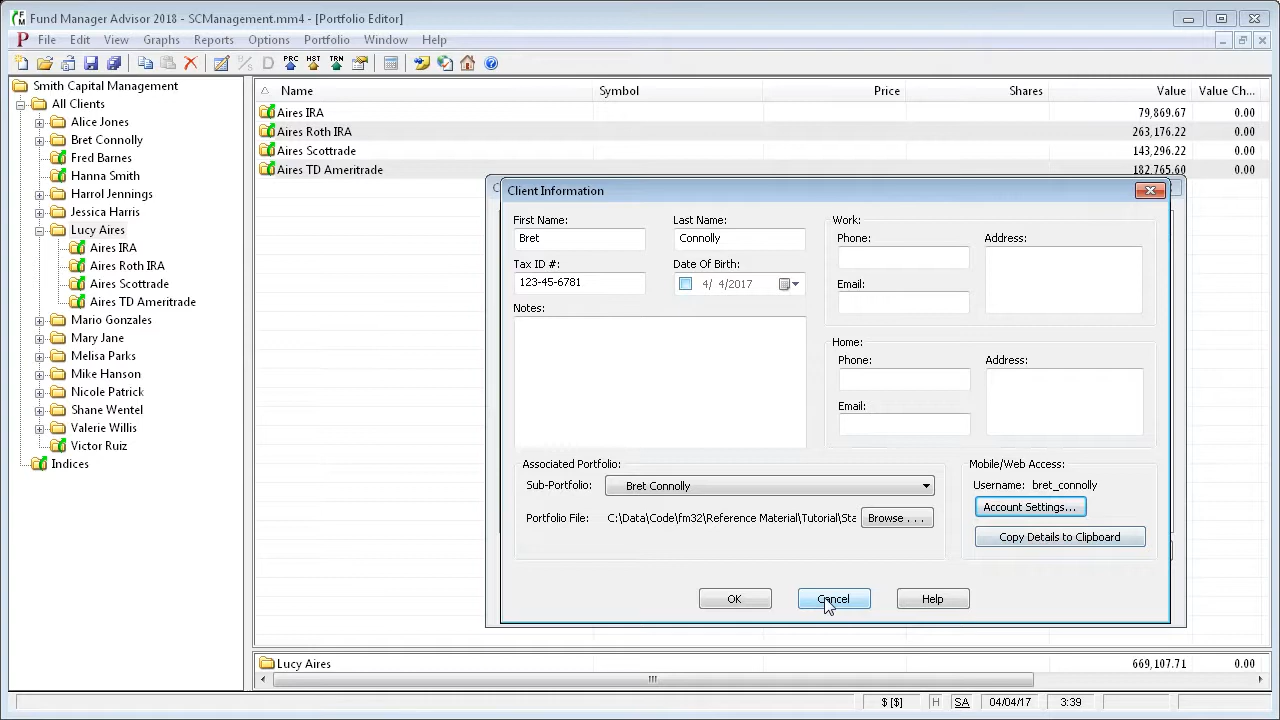 Fund Manager Advisor 2018 - SCManagement.mm4 - [Portfolio Editor]
File Edit View Graphs Reports Options Portfolio Window Help
Smith Capital Management
All Clients
Alice Jones
Bret Connolly
Fred Barnes
Hanna Smith
Harrol Jennings
Jessica Harris
Lucy Aires
Aires IRA
Aires Roth IRA
Aires Scottrade
Aires TD Ameritrade
Mario Gonzales
Mary Jane
Melisa Parks
Mike Hanson
Nicole Patrick
Shane Wentel
Valerie Willis
Victor Ruiz
Indices
Name Symbol Price Shares Value Value Ch...
Aires IRA 79,869.67 0.00
Aires Roth IRA 263,176.22 0.00
Aires Scottrade 143,296.22 0.00
Aires TD Ameritrade 182,765.60 0.00
Client Information
First Name: Last Name:
Bret Connolly
Tax ID #: Date Of Birth:
123-45-6781 4/ 4/2017
Notes:
Work:
Phone: Address:
Email:
Home:
Phone: Address:
Email:
Associated Portfolio:
Sub-Portfolio: Bret Connolly
Portfolio File: C:\Data\Code\fm32\Reference Material\Tutorial\Sta Browse . . .
Mobile/Web Access:
Username: bret_connolly
Account Settings...
Copy Details to Clipboard
OK Cancel Help
Lucy Aires 669,107.71 0.00
$ [$] H SA 04/04/17 3:39